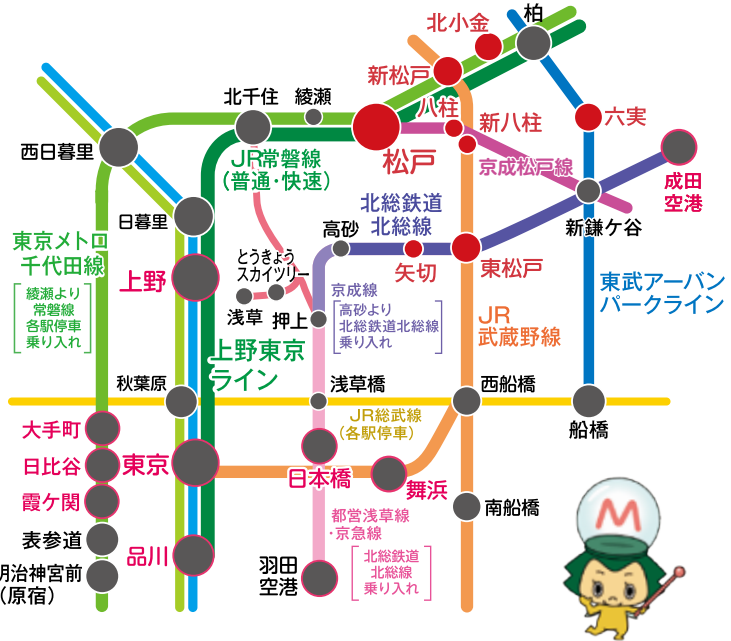 柏
北小金
新松戸
北千住
綾瀬
八柱
新八柱
六実
西日暮里
松戸
JR常磐線
（普通・快速）
京成松戸線
成田
空港
日暮里
北総鉄道
北総線
高砂
新鎌ケ谷
東京メトロ
千代田線
とうきょう
スカイツリー
矢切
東松戸
上野
東武アーバン
パークライン
綾瀬より
常磐線
各駅停車
乗り入れ
京成線
高砂より
北総鉄道北総線
乗り入れ
浅草
押上
JR
武蔵野線
上野東京
ライン
秋葉原
浅草橋
西船橋
船橋
JR総武線
（各駅停車）
大手町
日比谷
東京
日本橋
舞浜
霞ケ関
南船橋
都営浅草線
・京急線
表参道
品川
北総鉄道
北総線
乗り入れ
羽田
空港
明治神宮前
（原宿）
M